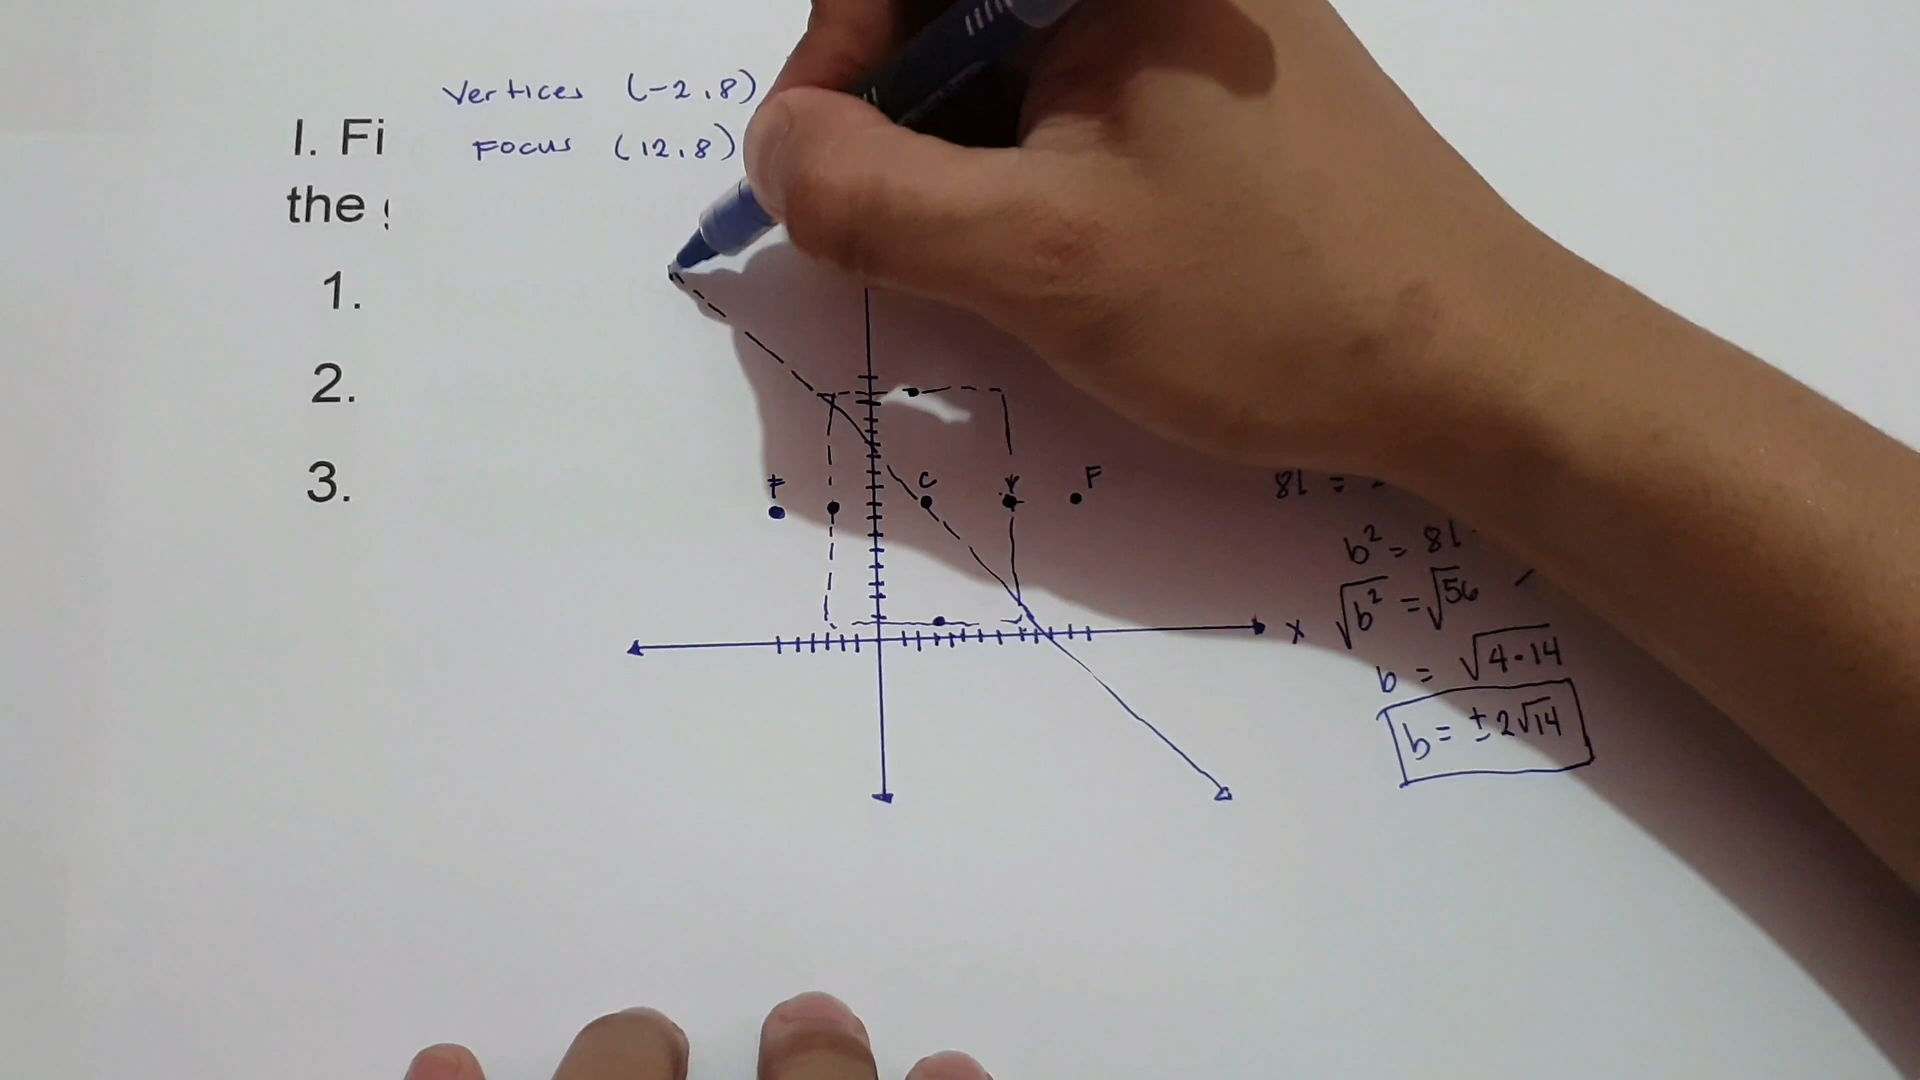 Vertices (-2,8)
I. Fi
Focus (12,8)
the
1.
2.
3.
F
C
V
F
81 =
b² = 81
√b² = √56
x
b = √4·14
b = ± 2√14